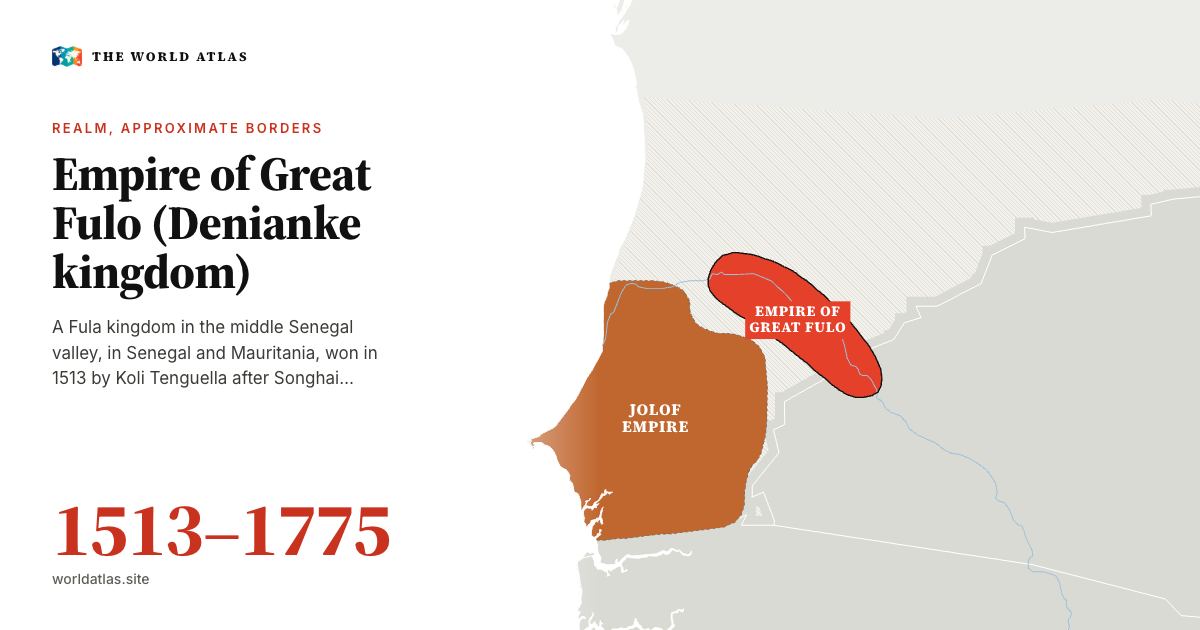 THE WORLD ATLAS
REALM, APPROXIMATE BORDERS
Empire of Great
Fulo (Denianke
kingdom)
A Fula kingdom in the middle Senegal
valley, in Senegal and Mauritania, won in
1513 by Koli Tenguella after Songhai...
1513–1775
worldatlas.site
EMPIRE OF
GREAT FULO
JOLOF
EMPIRE